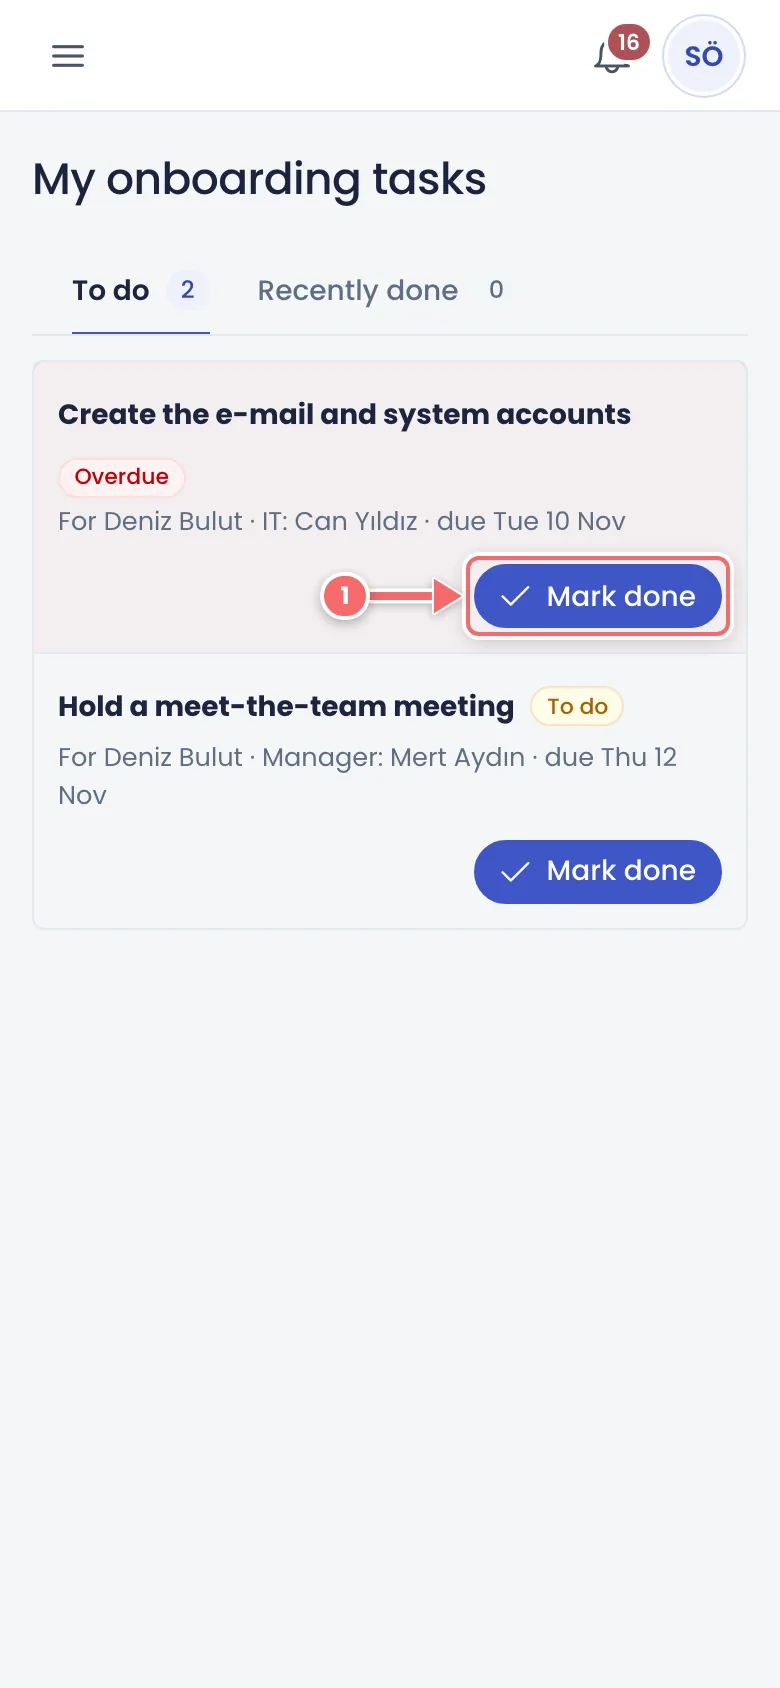 16
SÖ
My onboarding tasks
To do 2 Recently done 0
Create the e-mail and system accounts
Overdue
For Deniz Bulut · IT: Can Yıldız · due Tue 10 Nov
1 Mark done
Hold a meet-the-team meeting To do
For Deniz Bulut · Manager: Mert Aydın · due Thu 12
Nov
Mark done